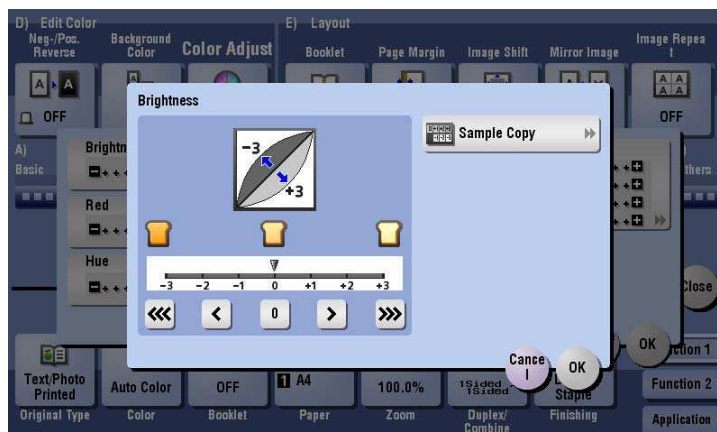 D) Edit Color
E) Layout
Neg-/Pos.
Reverse
Background
Color
Color Adjust
Booklet
Page Margin
Image Shift
Mirror Image
Image Repea
t
A A
A A
A A A
OFF
OFF
A)
Basic
thers
Brightn
Red
Hue
Brightness
-3
+3
Sample Copy
-3 -2 -1 0 +1 +2 +3
0
Close
Cance
l
OK
OK
ction 1
Function 2
Application
Text/Photo
Printed
Auto Color
OFF
1 A4
100.0%
1Sided
1Sided
Staple
Original Type
Color
Booklet
Paper
Zoom
Duplex/
Combine
Finishing